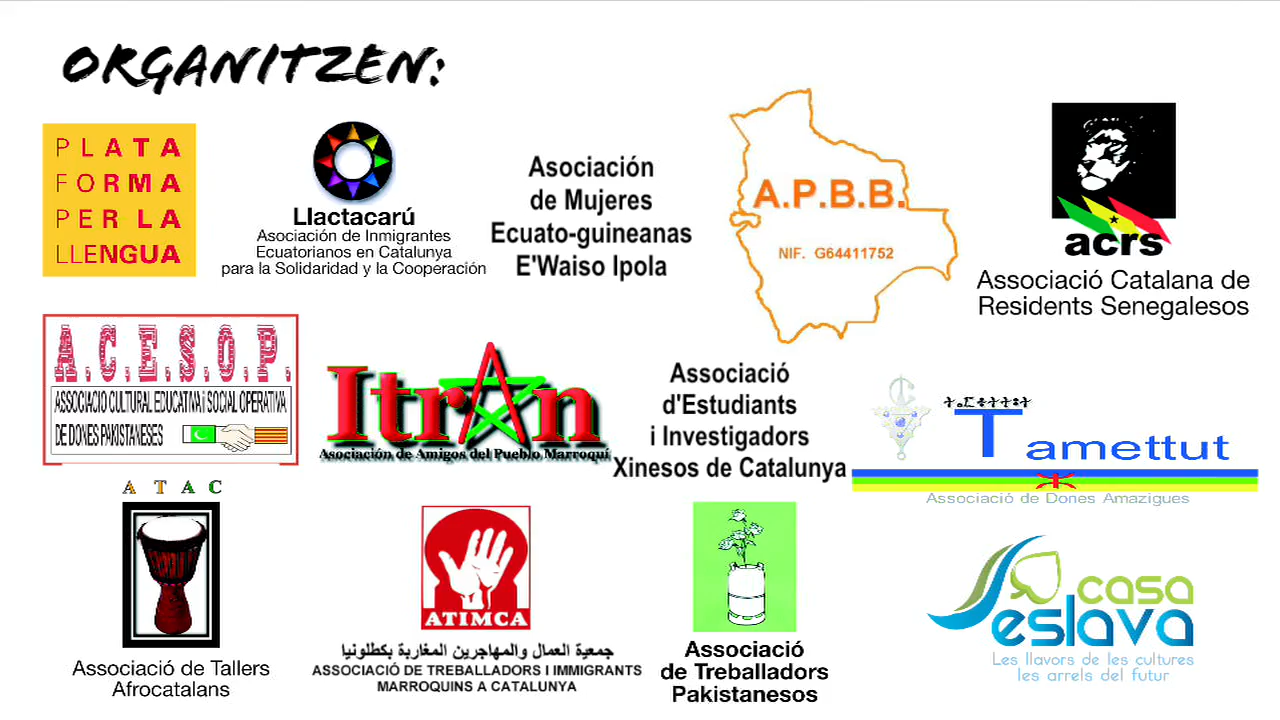 ORGANITZEN:
PLATA
FORMA
PER LA
LLENGUA
Llactacarú
Asociación de Inmigrantes
Ecuatorianos en Catalunya
para la Solidaridad y la Cooperación
Asociación
de Mujeres
Ecuato-guineanas
E'Waiso Ipola
A.P.B.B.
NIF. G64411752
acrs
Associació Catalana de
Residents Senegalesos
A.C.E.S.O.P.
ASSOCIACIO CULTURAL EDUCATIVA i SOCIAL OPERATIVA
DE DONES PAKISTANESES
Itran
Asociación de Amigos del Pueblo Marroquí
Associació
d'Estudiants
i Investigadors
Xinesos de Catalunya
Tamettut
Associació de Dones Amazigues
ATAC
Associació de Tallers
Afrocatalans
ATIMCA
جمعية العمال والمهاجرين المغاربة بكطلونيا
ASSOCIACIÓ DE TREBALLADORS I IMMIGRANTS
MARROQUINS A CATALUNYA
Associació
de Treballadors
Pakistanesos
casa
eslava
Les llavors de les cultures
les arrels del futur